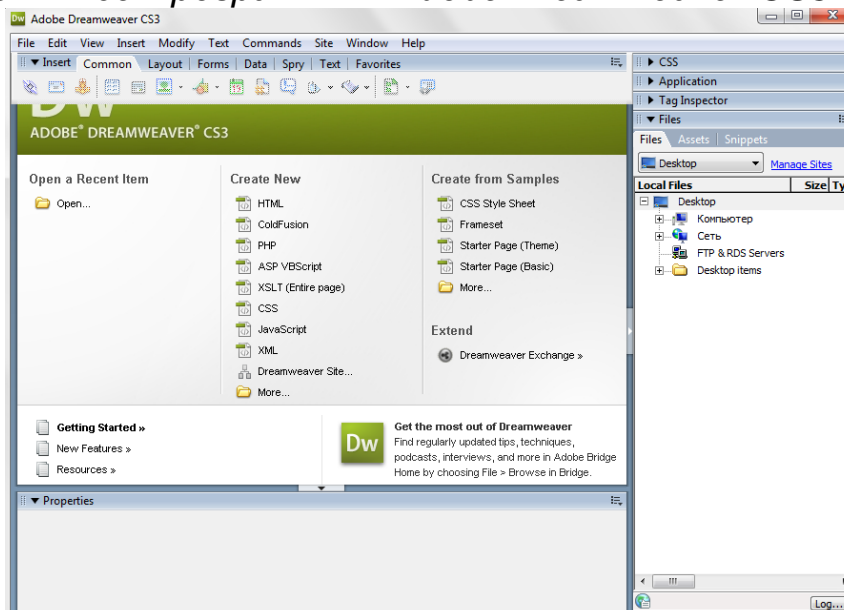 Adobe Dreamweaver CS3
File Edit View Insert Modify Text Commands Site Window Help
Insert Common Layout Forms Data Spry Text Favorites
Dw
ADOBE® DREAMWEAVER® CS3
Open a Recent Item
Open...
Create New
HTML
ColdFusion
PHP
ASP VBScript
XSLT (Entire page)
CSS
JavaScript
XML
Dreamweaver Site...
More...
Create from Samples
CSS Style Sheet
Frameset
Starter Page (Theme)
Starter Page (Basic)
More...
Extend
Dreamweaver Exchange »
Getting Started »
New Features »
Resources »
Dw
Get the most out of Dreamweaver
Find regularly updated tips, techniques,
podcasts, interviews, and more in Adobe Bridge
Home by choosing File > Browse in Bridge.
Properties
CSS
Application
Tag Inspector
Files
Files Assets Snippets
Desktop Manage Sites
Local Files Size Ty
Desktop
Компьютер
Сеть
FTP & RDS Servers
Desktop items
Log...